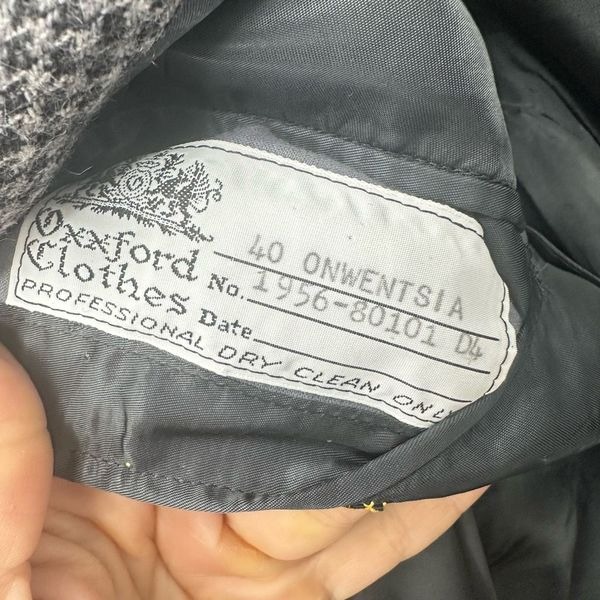 Oxxford
Clothes
40 ONWENTSIA
No. 1956-80101 D4
Date
PROFESSIONAL DRY CLEAN ONLY